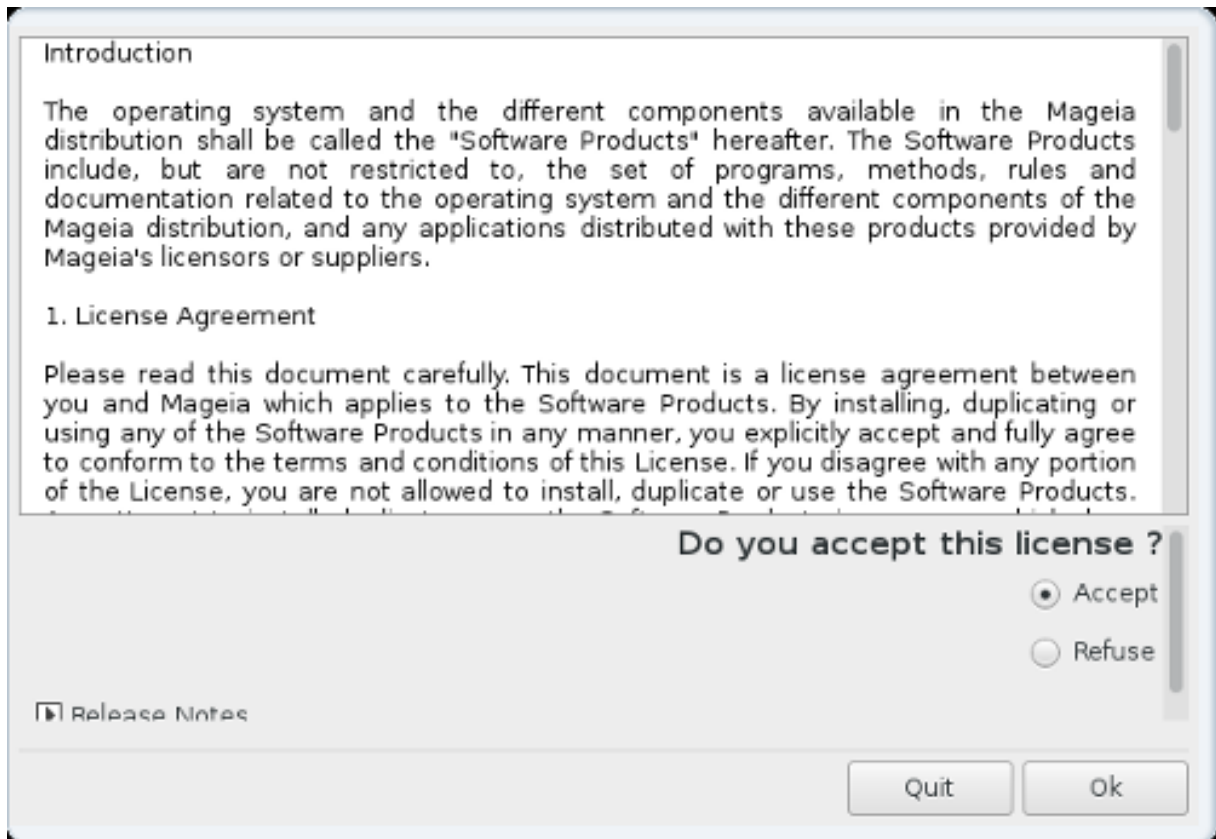 Introduction
The operating system and the different components available in the Mageia
distribution shall be called the "Software Products" hereafter. The Software Products
include, but are not restricted to, the set of programs, methods, rules and
documentation related to the operating system and the different components of the
Mageia distribution, and any applications distributed with these products provided by
Mageia's licensors or suppliers.
1. License Agreement
Please read this document carefully. This document is a license agreement between
you and Mageia which applies to the Software Products. By installing, duplicating or
using any of the Software Products in any manner, you explicitly accept and fully agree
to conform to the terms and conditions of this License. If you disagree with any portion
of the License, you are not allowed to install, duplicate or use the Software Products.
Do you accept this license ?
Accept
Refuse
Release Notes
Quit
Ok